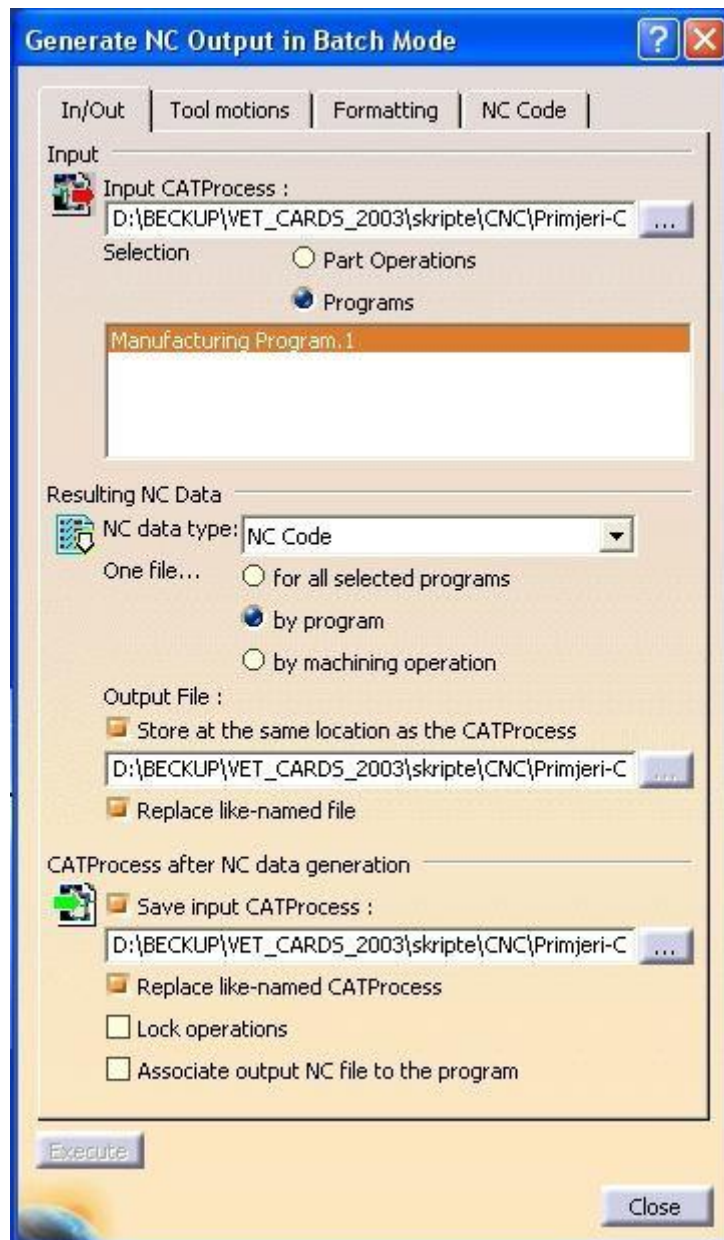 Generate NC Output in Batch Mode
?
In/Out Tool motions Formatting NC Code
Input
Input CATProcess :
D:\BECKUP\VET_CARDS_2003\skripte\CNC\Primjeri-C ...
Selection Part Operations
Programs
Manufacturing Program.1
Resulting NC Data
NC data type: NC Code
One file... for all selected programs
by program
by machining operation
Output File :
Store at the same location as the CATProcess
D:\BECKUP\VET_CARDS_2003\skripte\CNC\Primjeri-C ...
Replace like-named file
CATProcess after NC data generation
Save input CATProcess :
D:\BECKUP\VET_CARDS_2003\skripte\CNC\Primjeri-C ...
Replace like-named CATProcess
Lock operations
Associate output NC file to the program
Execute
Close